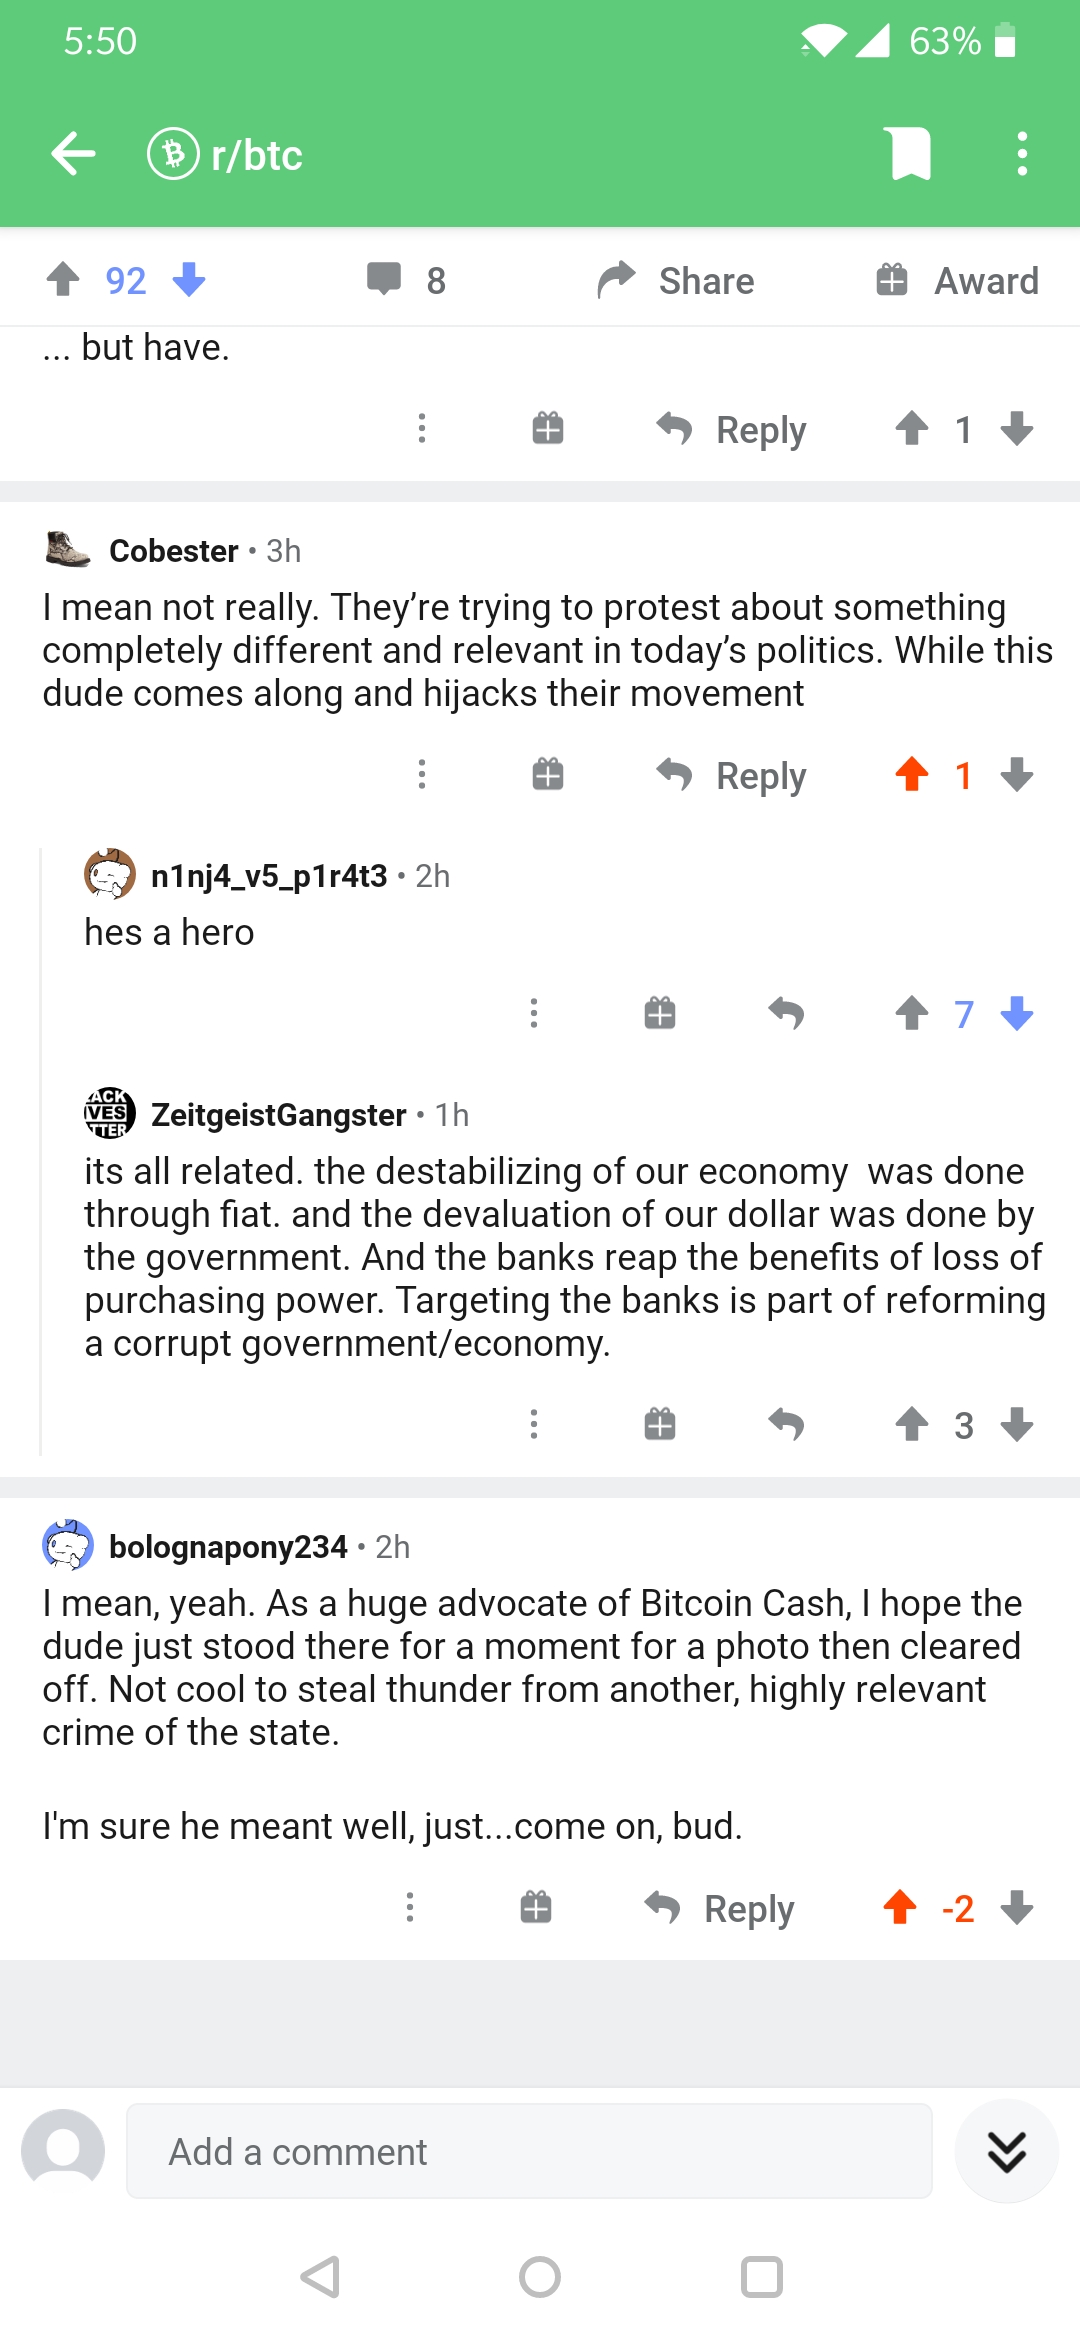 5:50
63%
r/btc
92
8
Share
Award
... but have.
Reply
1
Cobester • 3h
I mean not really. They’re trying to protest about something
completely different and relevant in today’s politics. While this
dude comes along and hijacks their movement
Reply
1
n1nj4_v5_p1r4t3 • 2h
hes a hero
7
ACK
VES
TTER
ZeitgeistGangster • 1h
its all related. the destabilizing of our economy  was done
through fiat. and the devaluation of our dollar was done by
the government. And the banks reap the benefits of loss of
purchasing power. Targeting the banks is part of reforming
a corrupt government/economy.
3
bolognapony234 • 2h
I mean, yeah. As a huge advocate of Bitcoin Cash, I hope the
dude just stood there for a moment for a photo then cleared
off. Not cool to steal thunder from another, highly relevant
crime of the state.
I'm sure he meant well, just...come on, bud.
Reply
-2
Add a comment